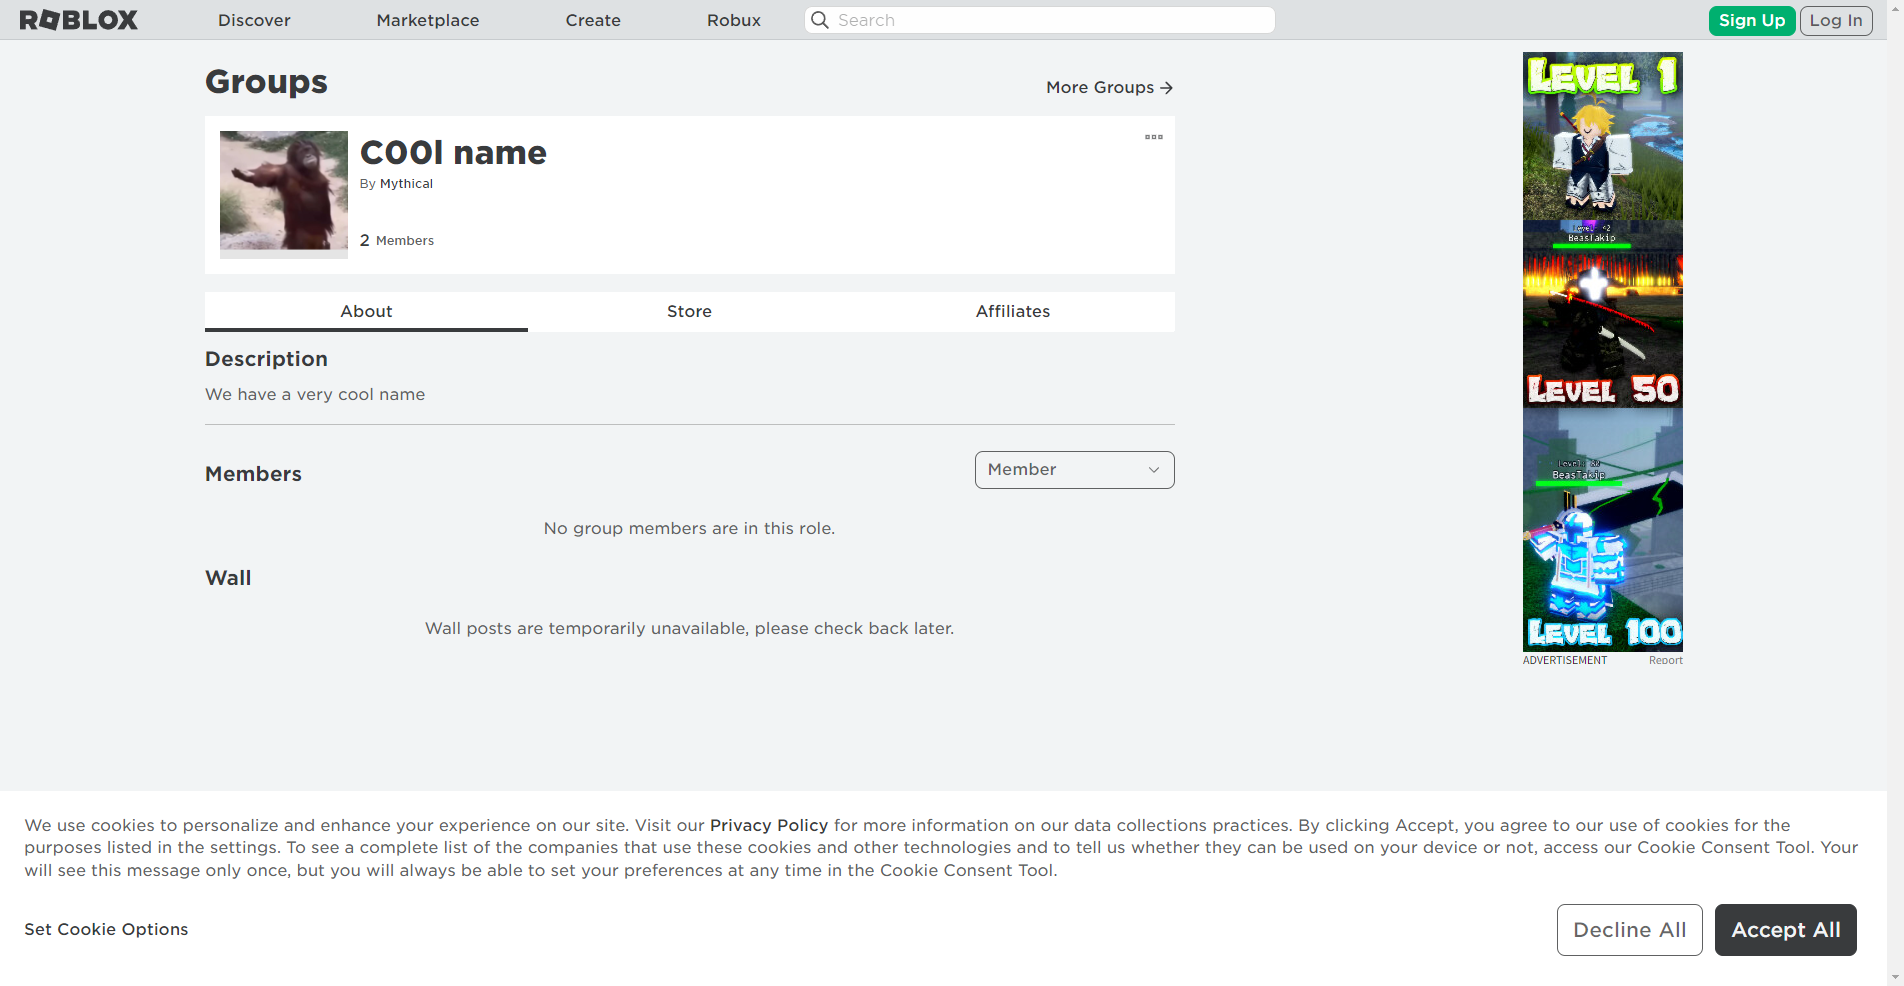 ROBLOX
Discover
Marketplace
Create
Robux
Search
Sign Up
Log In
Groups
More Groups
C00l name
By Mythical
2 Members
About
Store
Affiliates
Description
We have a very cool name
Members
Member
No group members are in this role.
Wall
Wall posts are temporarily unavailable, please check back later.
LEVEL 1
BeasTakip
LEVEL 50
BeasTakip
LEVEL 100
ADVERTISEMENT
Report
We use cookies to personalize and enhance your experience on our site. Visit our Privacy Policy for more information on our data collections practices. By clicking Accept, you agree to our use of cookies for the
purposes listed in the settings. To see a complete list of the companies that use these cookies and other technologies and to tell us whether they can be used on your device or not, access our Cookie Consent Tool. Your
will see this message only once, but you will always be able to set your preferences at any time in the Cookie Consent Tool.
Set Cookie Options
Decline All
Accept All